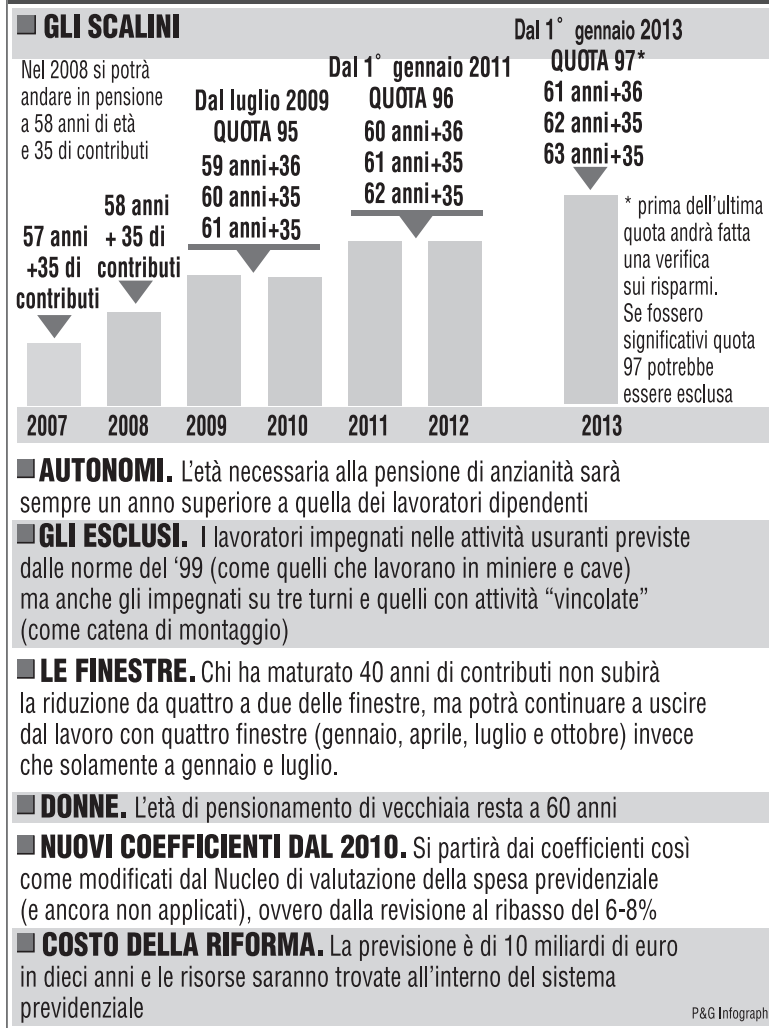 GLI SCALINI
Nel 2008 si potrà
andare in pensione
a 58 anni di età
e 35 di contributi
57 anni
+35 di
contributi
58 anni
+ 35 di
contributi
Dal luglio 2009
QUOTA 95
59 anni+36
60 anni+35
61 anni+35
Dal 1° gennaio 2011
QUOTA 96
60 anni+36
61 anni+35
62 anni+35
Dal 1° gennaio 2013
QUOTA 97*
61 anni+36
62 anni+35
63 anni+35
* prima dell'ultima
quota andrà fatta
una verifica
sui risparmi.
Se fossero
significativi quota
97 potrebbe
essere esclusa
2007 2008 2009 2010 2011 2012 2013
AUTONOMI. L'età necessaria alla pensione di anzianità sarà
sempre un anno superiore a quella dei lavoratori dipendenti
GLI ESCLUSI. I lavoratori impegnati nelle attività usuranti previste
dalle norme del '99 (come quelli che lavorano in miniere e cave)
ma anche gli impegnati su tre turni e quelli con attività "vincolate"
(come catena di montaggio)
LE FINESTRE. Chi ha maturato 40 anni di contributi non subirà
la riduzione da quattro a due delle finestre, ma potrà continuare a uscire
dal lavoro con quattro finestre (gennaio, aprile, luglio e ottobre) invece
che solamente a gennaio e luglio.
DONNE. L'età di pensionamento di vecchiaia resta a 60 anni
NUOVI COEFFICIENTI DAL 2010. Si partirà dai coefficienti così
come modificati dal Nucleo di valutazione della spesa previdenziale
(e ancora non applicati), ovvero dalla revisione al ribasso del 6-8%
COSTO DELLA RIFORMA. La previsione è di 10 miliardi di euro
in dieci anni e le risorse saranno trovate all'interno del sistema
previdenziale
P&G Infograph